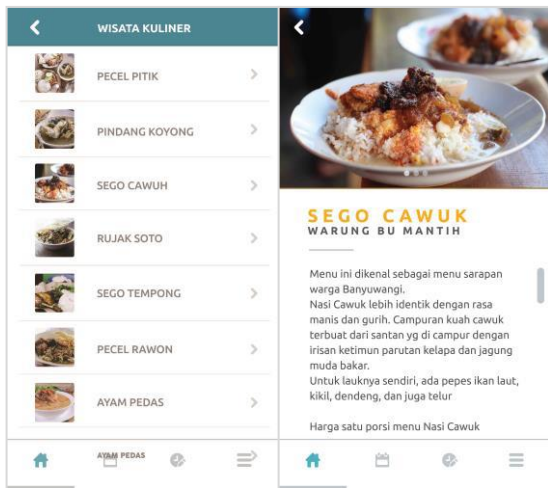 WISATA KULINER
PECEL PITIK
PINDANG KOYONG
SEGO CAWUH
RUJAK SOTO
SEGO TEMPONG
PECEL RAWON
AYAM PEDAS
AYAM PEDAS
SEGO CAWUK
WARUNG BU MANTIH
Menu ini dikenal sebagai menu sarapan
warga Banyuwangi.
Nasi Cawuk lebih identik dengan rasa
manis dan gurih. Campuran kuah cawuk
terbuat dari santan yg di campur dengan
irisan ketimun parutan kelapa dan jagung
muda bakar.
Untuk lauknya sendiri, ada pepes ikan laut,
kikil, dendeng, dan juga telur
Harga satu porsi menu Nasi Cawuk